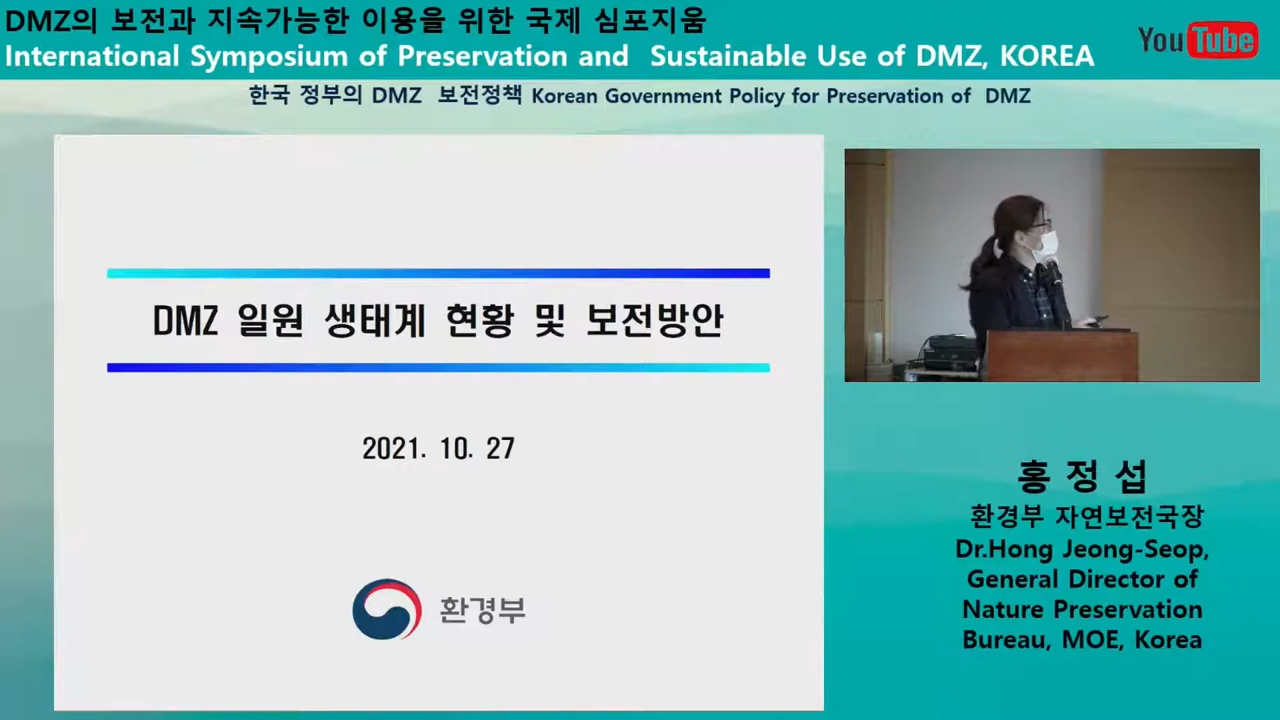 DMZ의 보전과 지속가능한 이용을 위한 국제 심포지움
International Symposium of Preservation and Sustainable Use of DMZ, KOREA
YouTube
한국 정부의 DMZ 보전정책 Korean Government Policy for Preservation of DMZ
DMZ 일원 생태계 현황 및 보전방안
2021. 10. 27
환경부
홍 정 섭
환경부 자연보전국장
Dr.Hong Jeong-Seop,
General Director of
Nature Preservation
Bureau, MOE, Korea